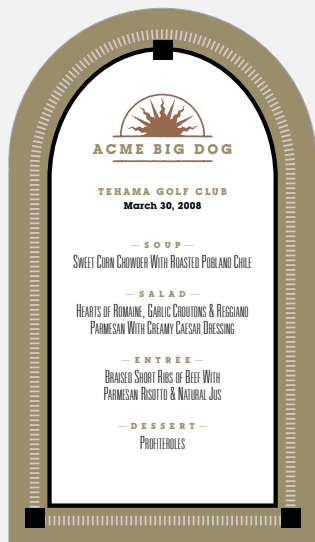 ACME BIG DOG
TEHAMA GOLF CLUB
March 30, 2008
— SOUP —
SWEET CORN CHOWDER WITH ROASTED POBLANO CHILE
— SALAD —
HEARTS OF ROMAINE, GARLIC CROUTONS & REGGIANO
PARMESAN WITH CREAMY CAESAR DRESSING
— ENTRÉE —
BRAISED SHORT RIBS OF BEEF WITH
PARMESAN RISOTTO & NATURAL JUS
— DESSERT —
PROFITEROLES